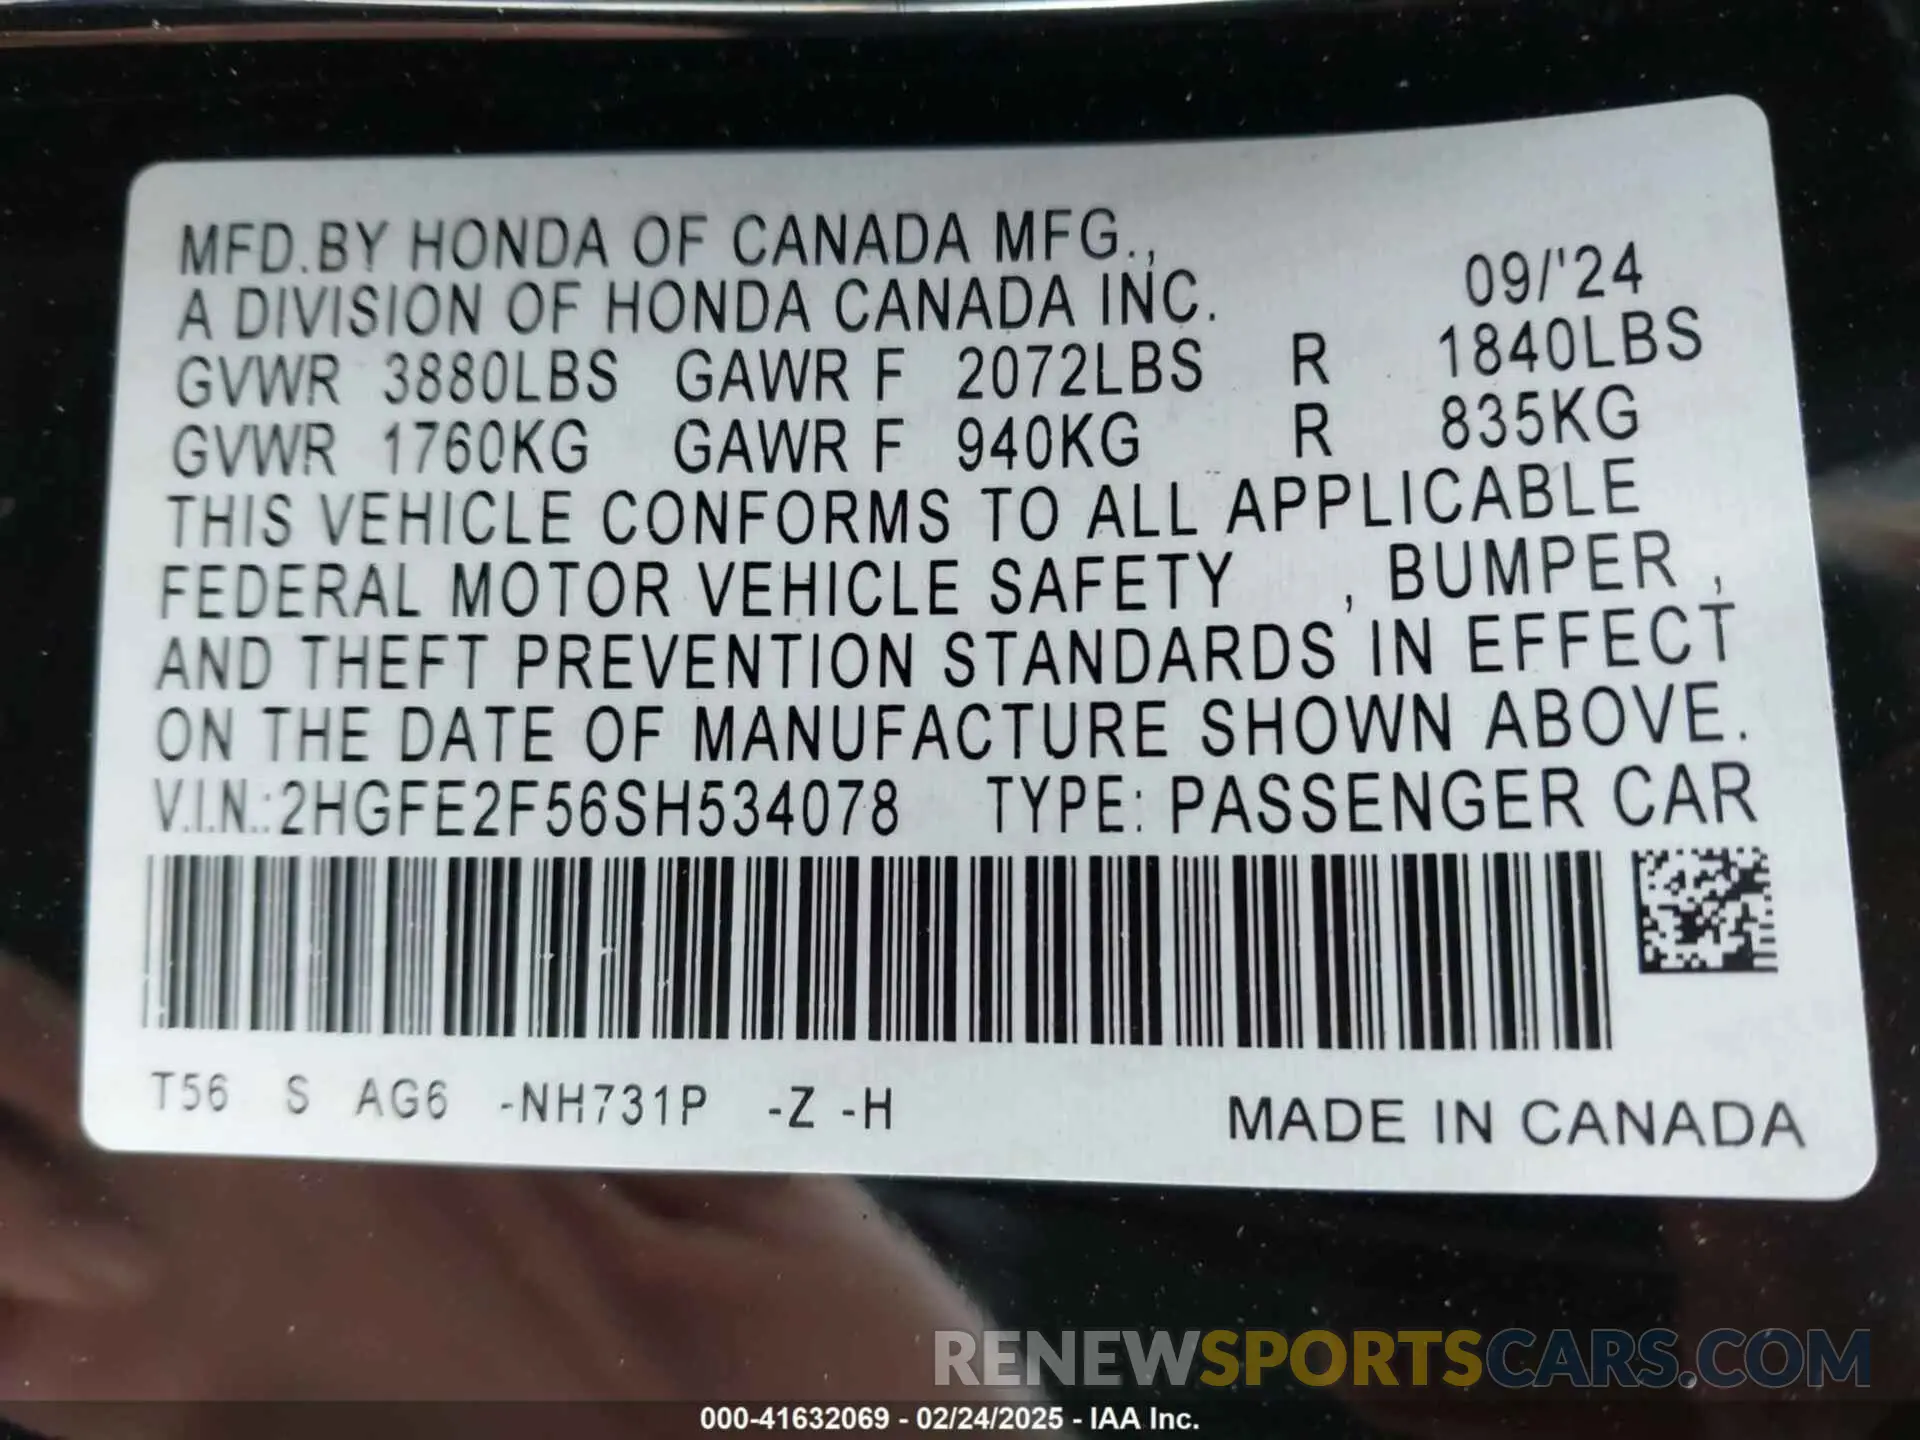 MFD.BY HONDA OF CANADA MFG.,
A DIVISION OF HONDA CANADA INC. 09/'24
GVWR 3880LBS GAWR F 2072LBS R 1840LBS
GVWR 1760KG GAWR F 940KG R 835KG
THIS VEHICLE CONFORMS TO ALL APPLICABLE
FEDERAL MOTOR VEHICLE SAFETY , BUMPER ,
AND THEFT PREVENTION STANDARDS IN EFFECT
ON THE DATE OF MANUFACTURE SHOWN ABOVE.
V.I.N.:2HGFE2F56SH534078 TYPE: PASSENGER CAR
T56 S AG6 -NH731P -Z -H MADE IN CANADA
RENEWSPORTSCARS.COM
000-41632069 - 02/24/2025 - IAA Inc.